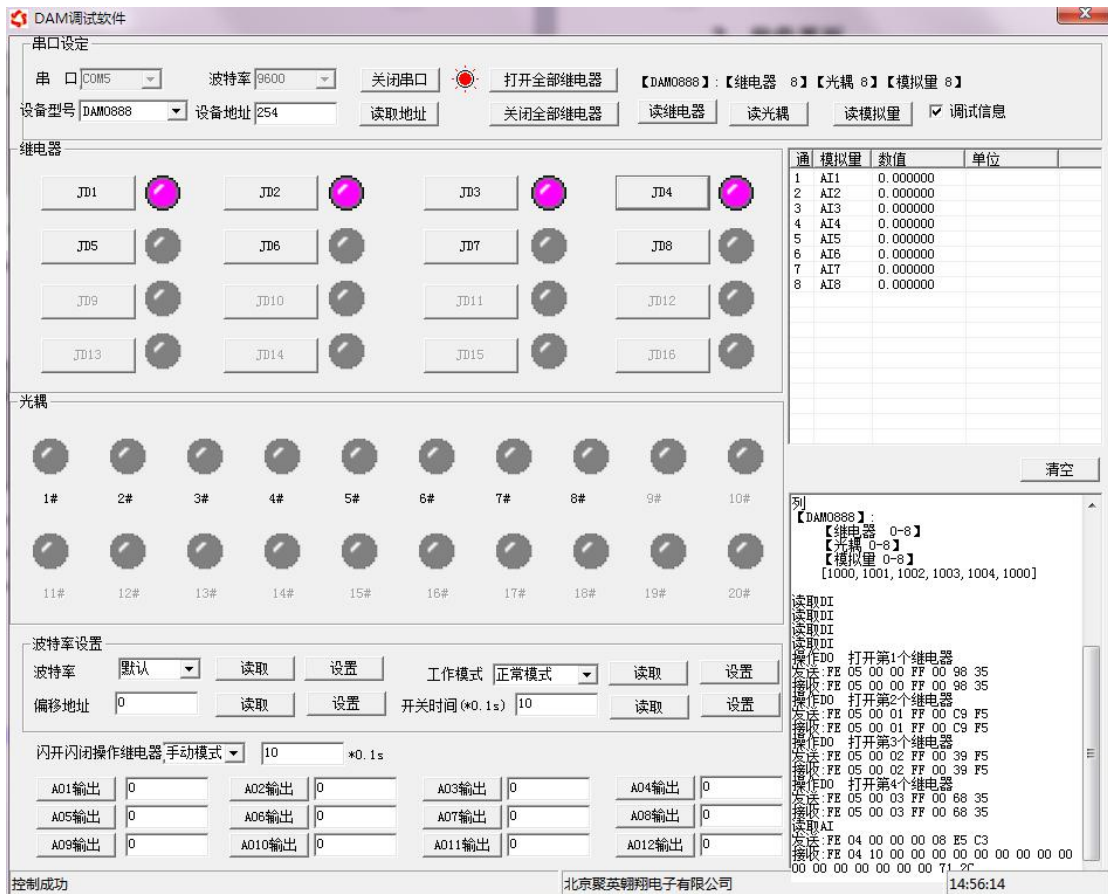 DAM调试软件
串口设定
串 口 COM5 波特率 9600 关闭串口 打开全部继电器 【DAM0888】:【继电器 8】【光耦 8】【模拟量 8】
设备型号 DAM0888 设备地址 254 读取地址 关闭全部继电器 读继电器 读光耦 读模拟量 调试信息
继电器
JD1 JD2 JD3 JD4
JD5 JD6 JD7 JD8
JD9 JD10 JD11 JD12
JD13 JD14 JD15 JD16
通 模拟量 数值 单位
1 AI1 0.000000
2 AI2 0.000000
3 AI3 0.000000
4 AI4 0.000000
5 AI5 0.000000
6 AI6 0.000000
7 AI7 0.000000
8 AI8 0.000000
光耦
1# 2# 3# 4# 5# 6# 7# 8# 9# 10#
11# 12# 13# 14# 15# 16# 17# 18# 19# 20#
清空
列
【DAM0888】:
【继电器 0-8】
【光耦 0-8】
【模拟量 0-8】
[1000,1001,1002,1003,1004,1000]
读取DI
读取DI
读取DI
读取DI
操作DO 打开第1个继电器
发送:FE 05 00 00 FF 00 98 35
接收:FE 05 00 00 FF 00 98 35
操作DO 打开第2个继电器
发送:FE 05 00 01 FF 00 C9 F5
接收:FE 05 00 01 FF 00 C9 F5
操作DO 打开第3个继电器
发送:FE 05 00 02 FF 00 39 F5
接收:FE 05 00 02 FF 00 39 F5
操作DO 打开第4个继电器
发送:FE 05 00 03 FF 00 68 35
接收:FE 05 00 03 FF 00 68 35
读取AI
发送:FE 04 00 00 00 08 E5 C3
接收:FE 04 10 00 00 00 00 00 00 00 00 00
00 00 00 00 00 00 00 71 2C
波特率设置
波特率 默认 读取 设置 工作模式 正常模式 读取 设置
偏移地址 0 读取 设置 开关时间(*0.1s) 10 读取 设置
闪开闪闭操作继电器 手动模式 10 *0.1s
AO1输出 0 AO2输出 0 AO3输出 0 AO4输出 0
AO5输出 0 AO6输出 0 AO7输出 0 AO8输出 0
AO9输出 0 AO10输出 0 AO11输出 0 AO12输出 0
控制成功 北京聚英翱翔电子有限公司 14:56:14